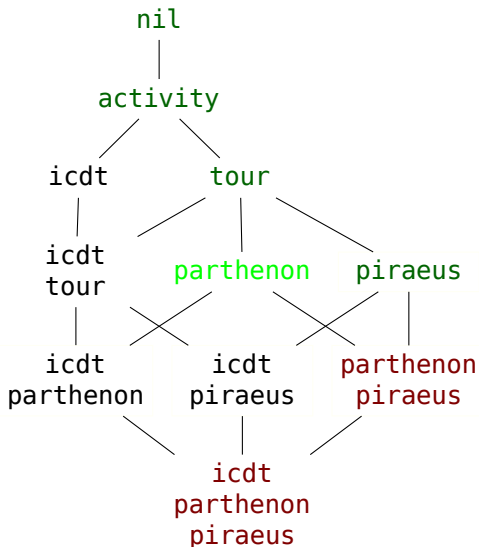 nil
activity
icdt
tour
icdt
tour
parthenon
piraeus
icdt
parthenon
icdt
piraeus
parthenon
piraeus
icdt
parthenon
piraeus